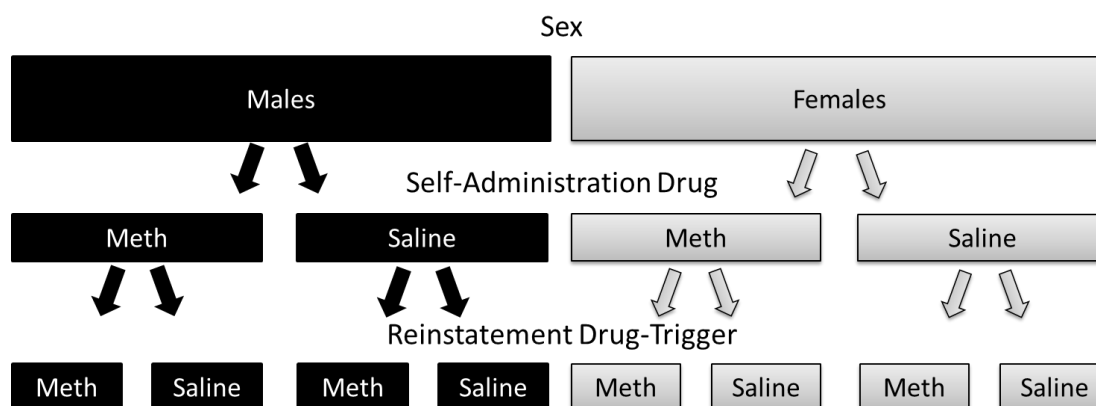 Sex
Males Females
Self-Administration Drug
Meth Saline Meth Saline
Reinstatement Drug-Trigger
Meth Saline Meth Saline Meth Saline Meth Saline